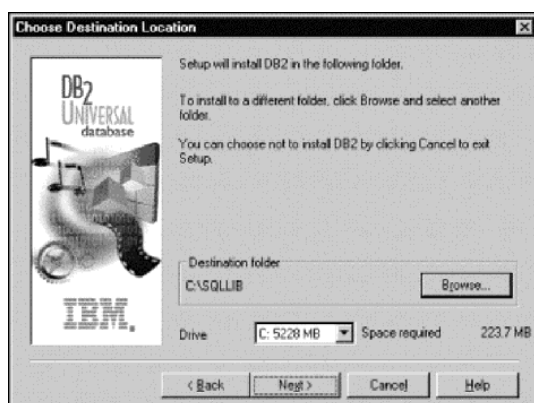 Choose Destination Location
DB2
UNIVERSAL
database
IBM.
Setup will install DB2 in the following folder.
To install to a different folder, click Browse and select another
folder.
You can choose not to install DB2 by clicking Cancel to exit
Setup.
Destination folder
C:\SQLLIB
Browse...
Drive
C: 5228 MB
Space required
223.7 MB
< Back
Next >
Cancel
Help